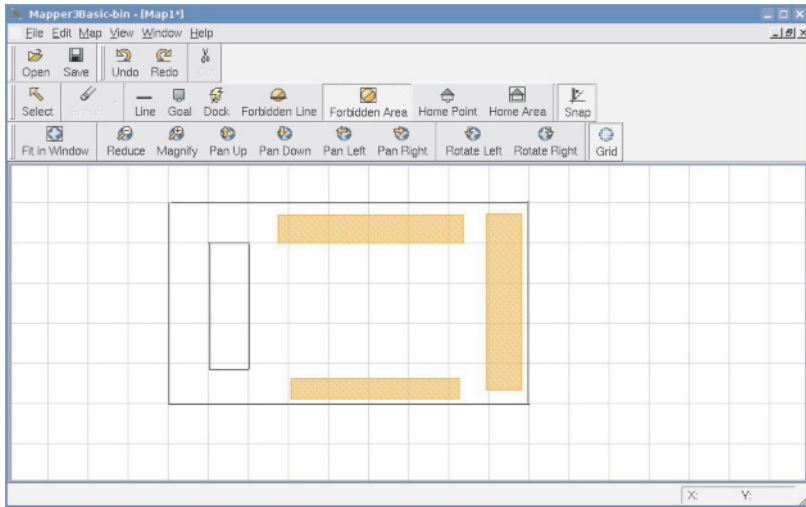 Mapper3Basic-bin - [Map1*]
File Edit Map View Window Help
Open Save Undo Redo
Select Line Goal Dock Forbidden Line Forbidden Area Home Point Home Area Snap
Fit in Window Reduce Magnify Pan Up Pan Down Pan Left Pan Right Rotate Left Rotate Right Grid
X: Y: